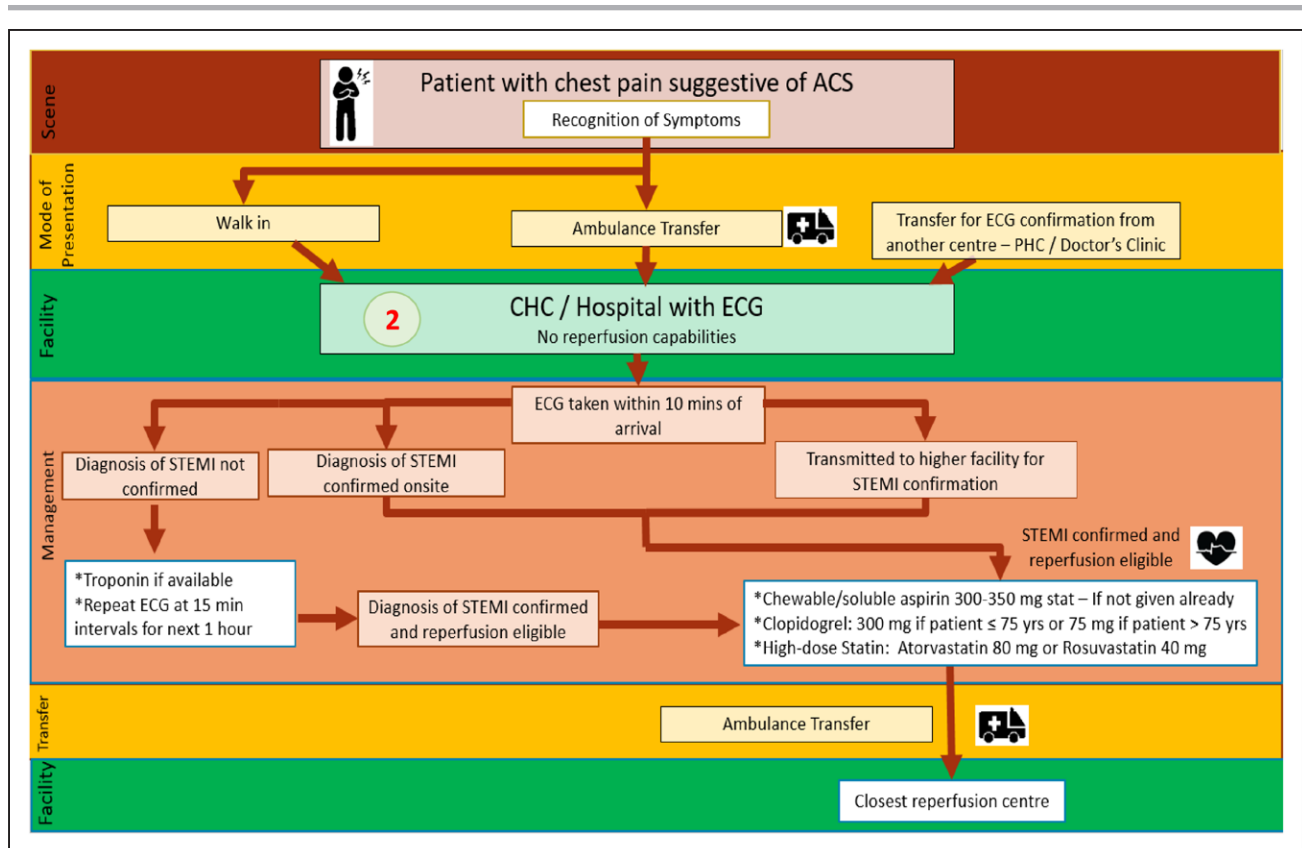 Scene
Patient with chest pain suggestive of ACS
Recognition of Symptoms
Mode of
Presentation
Walk in
Ambulance Transfer
Transfer for ECG confirmation from
another centre – PHC / Doctor's Clinic
Facility
2
CHC / Hospital with ECG
No reperfusion capabilities
Management
ECG taken within 10 mins of
arrival
Diagnosis of STEMI not
confirmed
Diagnosis of STEMI
confirmed onsite
Transmitted to higher facility for
STEMI confirmation
STEMI confirmed and
reperfusion eligible
*Troponin if available
*Repeat ECG at 15 min
intervals for next 1 hour
Diagnosis of STEMI confirmed
and reperfusion eligible
*Chewable/soluble aspirin 300-350 mg stat – If not given already
*Clopidogrel: 300 mg if patient ≤ 75 yrs or 75 mg if patient > 75 yrs
*High-dose Statin: Atorvastatin 80 mg or Rosuvastatin 40 mg
Transfer
Ambulance Transfer
Facility
Closest reperfusion centre